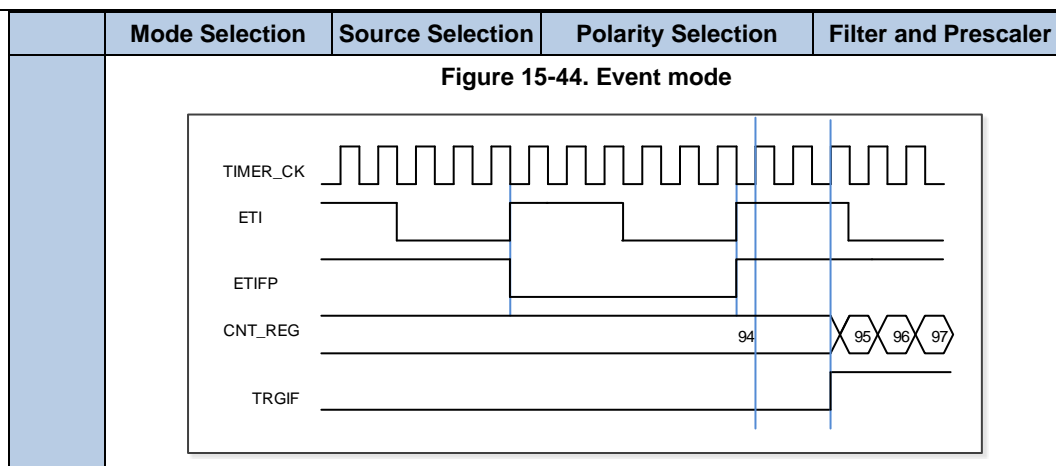 Mode Selection Source Selection Polarity Selection Filter and Prescaler
Figure 15-44. Event mode
TIMER_CK
ETI
ETIFP
CNT_REG 94 95 96 97
TRGIF